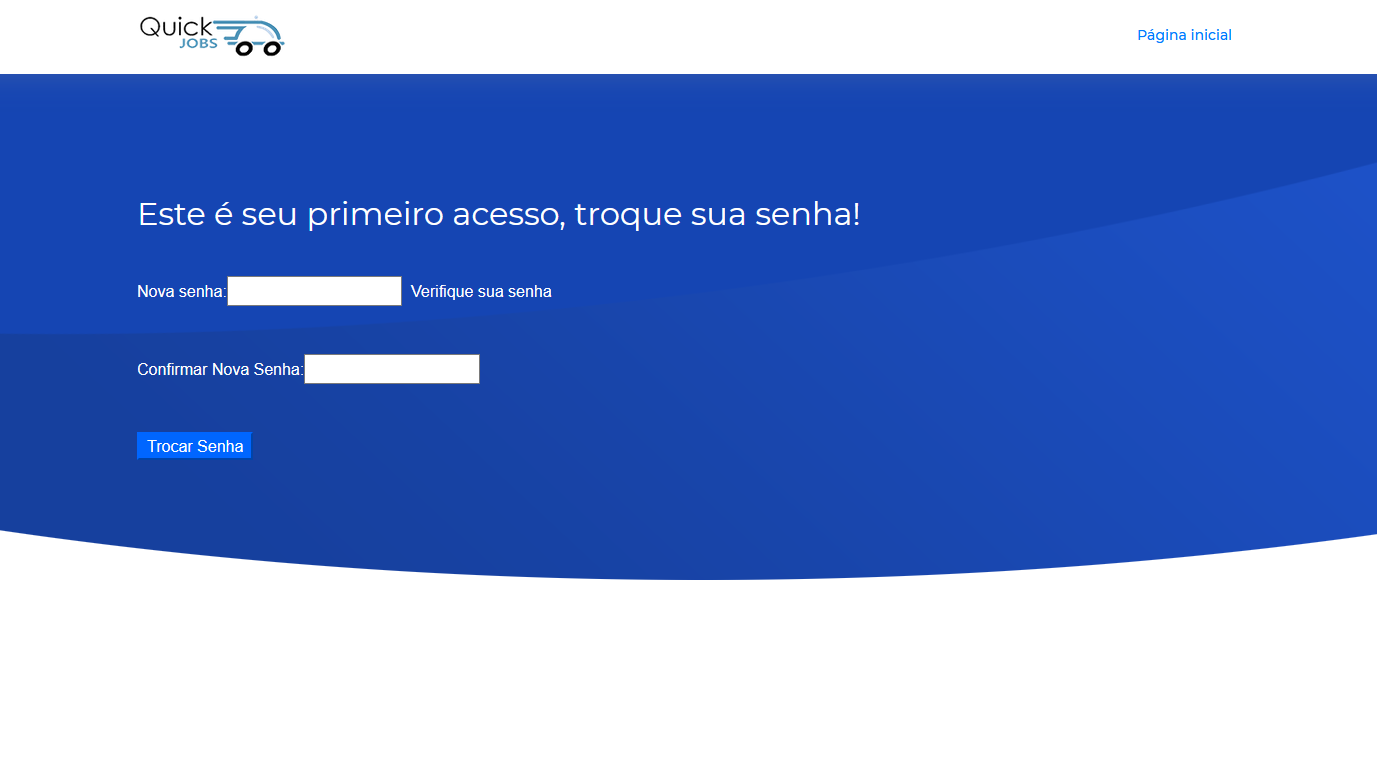 Quick
JOBS
Página inicial
Este é seu primeiro acesso, troque sua senha!
Nova senha: Verifique sua senha
Confirmar Nova Senha:
Trocar Senha